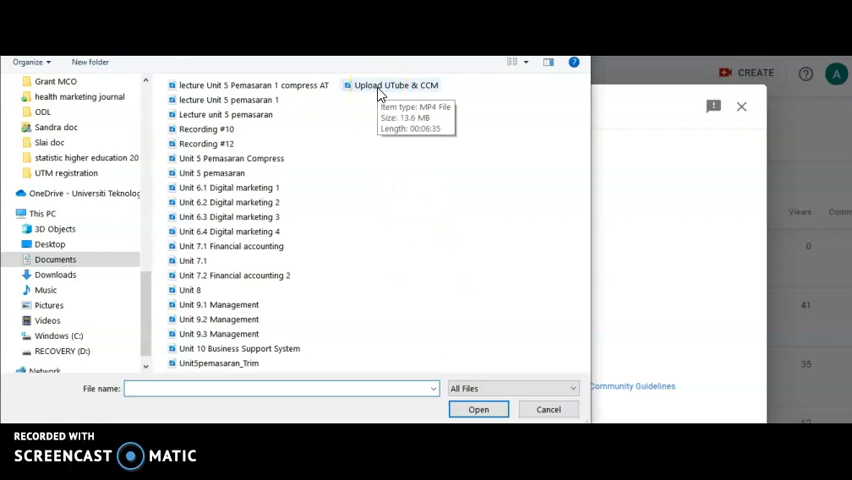 Organize
New folder
?
CREATE
?
A
Grant MCO
health marketing journal
ODL
Sandra doc
Slai doc
statistic higher education 20
UTM registration
OneDrive - Universiti Teknolog
This PC
3D Objects
Desktop
Documents
Downloads
Music
Pictures
Videos
Windows (C:)
RECOVERY (D:)
Network
lecture Unit 5 Pemasaran 1 compress AT
lecture Unit 5 pemasaran 1
Lecture unit 5 pemasaran
Recording #10
Recording #12
Unit 5 Pemasaran Compress
Unit 5 pemasaran
Unit 6.1 Digital marketing 1
Unit 6.2 Digital marketing 2
Unit 6.3 Digital marketing 3
Unit 6.4 Digital marketing 4
Unit 7.1 Financial accounting
Unit 7.1
Unit 7.2 Financial accounting 2
Unit 8
Unit 9.1 Management
Unit 9.2 Management
Unit 9.3 Management
Unit 10 Business Support System
Unit5pemasaran_Trim
Upload UTube & CCM
Item type: MP4 File
Size: 13.6 MB
Length: 00:06:35
Views
Comm
0
41
35
Community Guidelines
File name:
All Files
Open
Cancel
RECORDED WITH
SCREENCAST MATIC